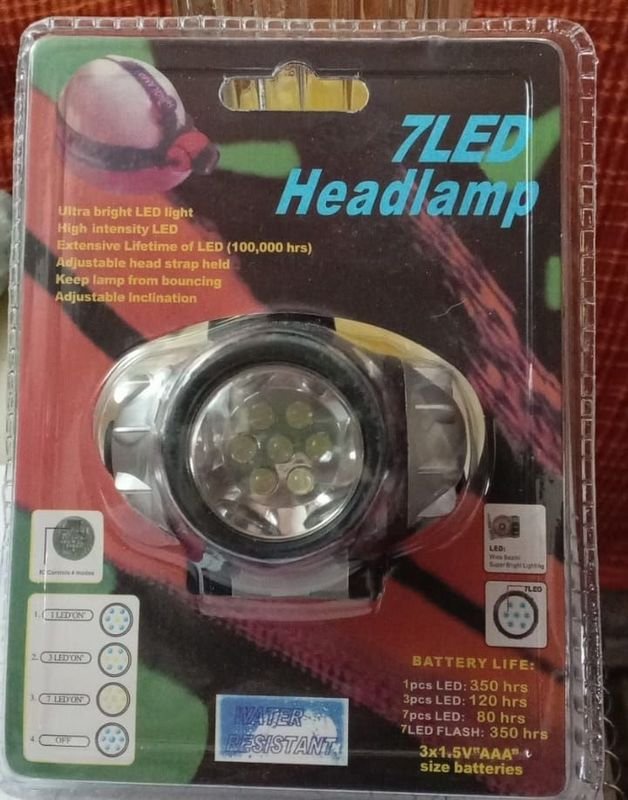 7LED
Headlamp
Ultra bright LED light
High intensity LED
Extensive Lifetime of LED (100,000 hrs)
Adjustable head strap held
Keep lamp from bouncing
Adjustable inclination
IC Controls 4 modes
LED:
Wide Beam/
Super Bright Lighting
7LED
1. 1 LED'ON'
2. 3 LED'ON'
3. 7 LED'ON'
4. OFF
BATTERY LIFE:
1pcs LED: 350 hrs
3pcs LED: 120 hrs
7pcs LED: 80 hrs
7LED FLASH: 350 hrs
3x1.5V"AAA"
size batteries
WATER
RESISTANT